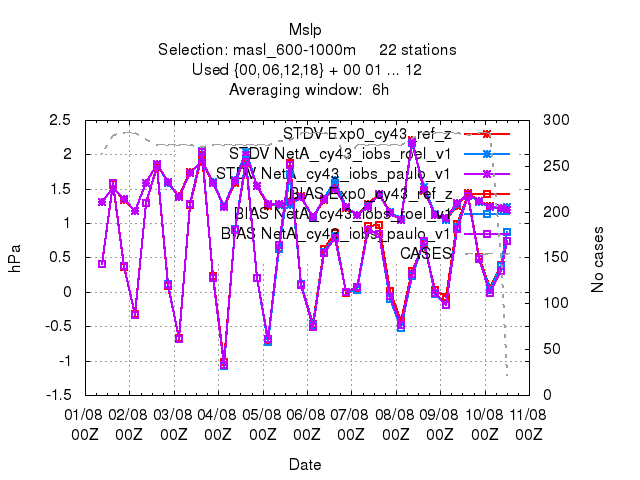 Mslp
Selection: masl_600-1000m 22 stations
Used {00,06,12,18} + 00 01 ... 12
Averaging window: 6h
STDV Exp0_cy43_ref_z
STDV NetA_cy43_iobs_roel_v1
STDV NetA_cy43_iobs_paulo_v1
BIAS Exp0_cy43_ref_z
BIAS NetA_cy43_iobs_roel_v1
BIAS NetA_cy43_iobs_paulo_v1
CASES
2.5
2
1.5
1
0.5
0
-0.5
-1
-1.5
hPa
300
250
200
150
100
50
0
No cases
01/08 02/08 03/08 04/08 05/08 06/08 07/08 08/08 09/08 10/08 11/08
00Z 00Z 00Z 00Z 00Z 00Z 00Z 00Z 00Z 00Z 00Z
Date